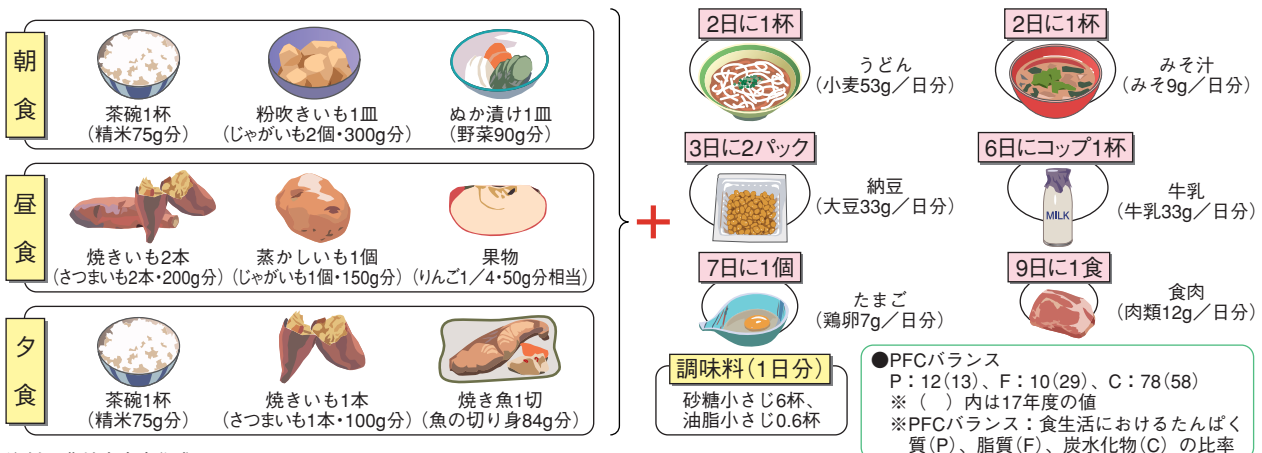 朝食
茶碗1杯
(精米75g分)
粉吹きいも1皿
(じゃがいも2個・300g分)
ぬか漬け1皿
(野菜90g分)
昼食
焼きいも2本
(さつまいも2本・200g分)
蒸かしいも1個
(じゃがいも1個・150g分)
果物
(りんご1／4・50g分相当)
夕食
茶碗1杯
(精米75g分)
焼きいも1本
(さつまいも1本・100g分)
焼き魚1切
(魚の切り身84g分)
＋
2日に1杯
うどん
(小麦53g／日分)
2日に1杯
みそ汁
(みそ9g／日分)
3日に2パック
納豆
(大豆33g／日分)
6日にコップ1杯
MILK
牛乳
(牛乳33g／日分)
7日に1個
たまご
(鶏卵7g／日分)
9日に1食
食肉
(肉類12g／日分)
調味料(1日分)
砂糖小さじ6杯、
油脂小さじ0.6杯
●PFCバランス
P：12(13)、F：10(29)、C：78(58)
※（　）内は17年度の値
※PFCバランス：食生活におけるたんぱく
質(P)、脂質(F)、炭水化物(C) の比率